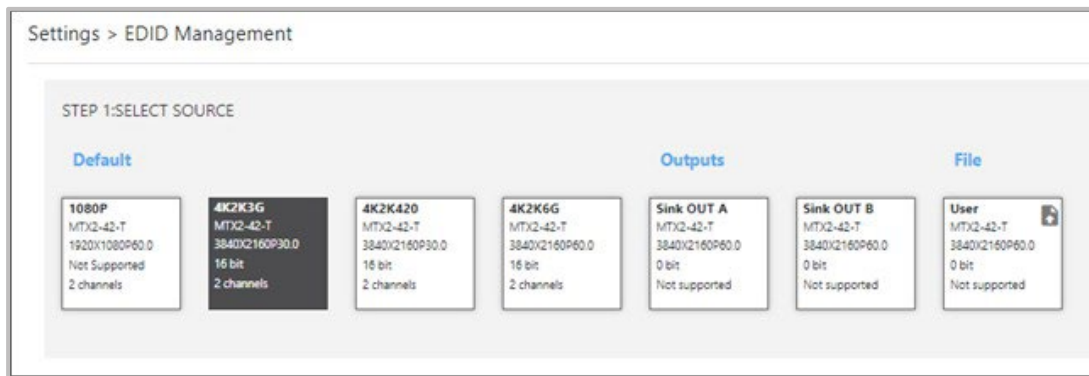 Settings > EDID Management
STEP 1:SELECT SOURCE
Default
Outputs
File
1080P
MTX2-42-T
1920X1080P60.0
Not Supported
2 channels
4K2K3G
MTX2-42-T
3840X2160P30.0
16 bit
2 channels
4K2K420
MTX2-42-T
3840X2160P30.0
16 bit
2 channels
4K2K6G
MTX2-42-T
3840X2160P60.0
16 bit
2 channels
Sink OUT A
MTX2-42-T
3840X2160P60.0
0 bit
Not supported
Sink OUT B
MTX2-42-T
3840X2160P60.0
0 bit
Not supported
User
MTX2-42-T
3840X2160P60.0
0 bit
Not supported